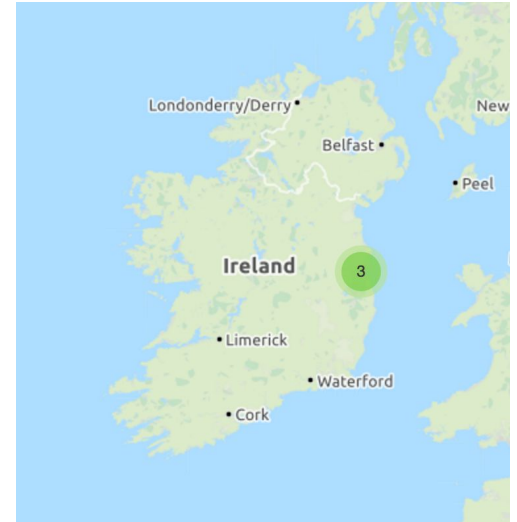 Londonderry/Derry
New
Belfast
Peel
Ireland
3
Limerick
Waterford
Cork